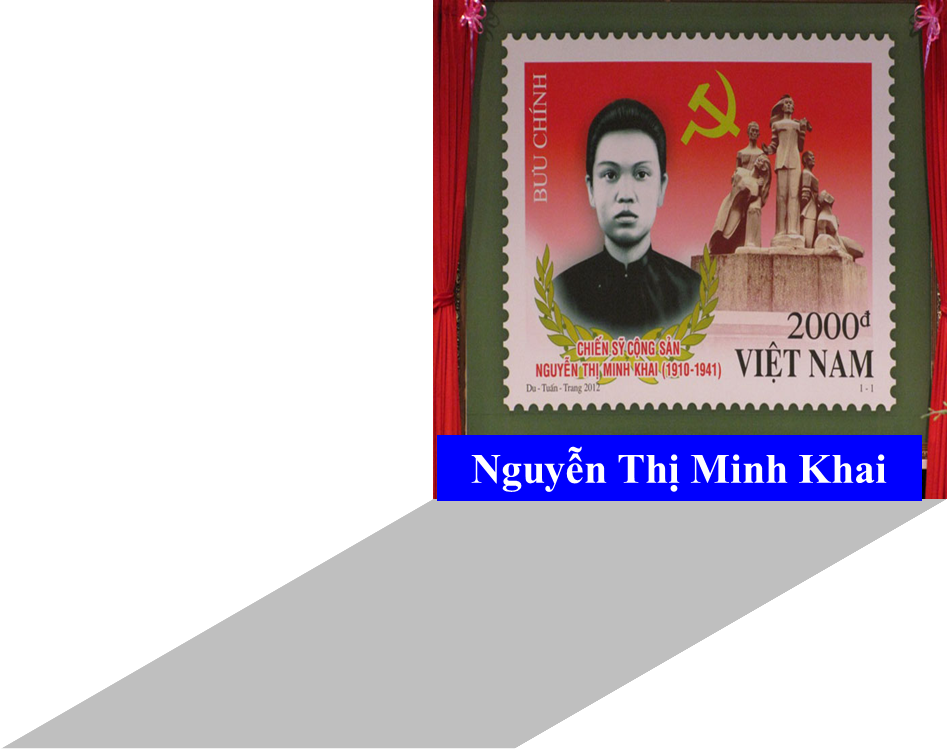 BƯU CHÍNH
2000đ
VIỆT NAM
CHIẾN SỸ CỘNG SẢN
NGUYỄN THỊ MINH KHAI (1910-1941)
Du - Tuấn - Trang 2012
1 - 1
Nguyễn Thị Minh Khai